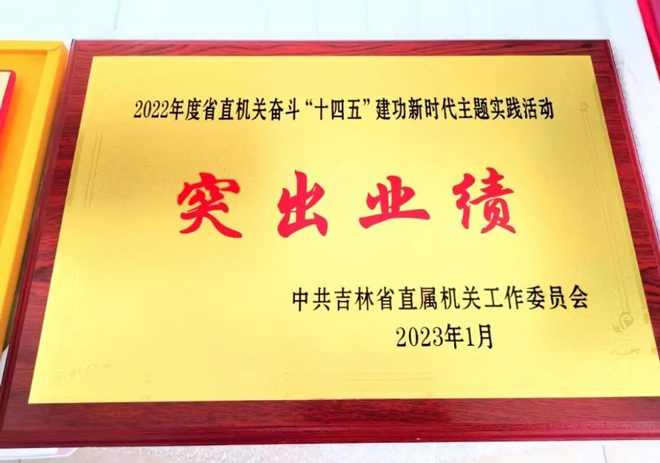 2022年度省直机关奋斗“十四五”建功新时代主题实践活动
突出业绩
中共吉林省直属机关工作委员会
2023年1月